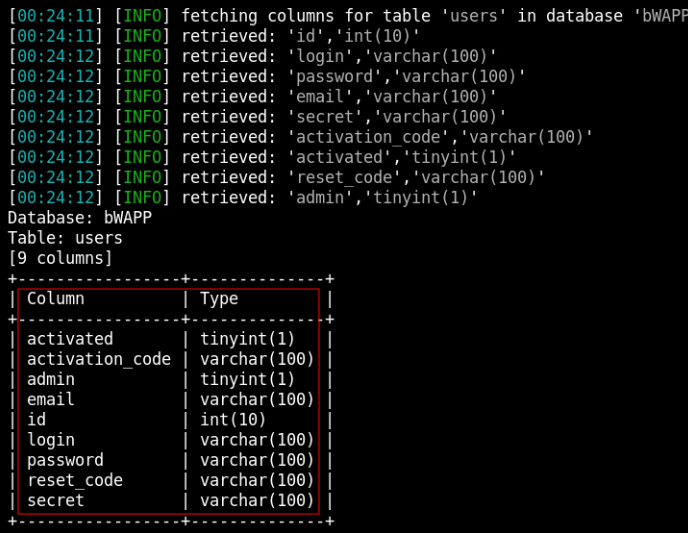 [00:24:11] [INFO] fetching columns for table 'users' in database 'bWAPP
[00:24:11] [INFO] retrieved: 'id','int(10)'
[00:24:12] [INFO] retrieved: 'login','varchar(100)'
[00:24:12] [INFO] retrieved: 'password','varchar(100)'
[00:24:12] [INFO] retrieved: 'email','varchar(100)'
[00:24:12] [INFO] retrieved: 'secret','varchar(100)'
[00:24:12] [INFO] retrieved: 'activation_code','varchar(100)'
[00:24:12] [INFO] retrieved: 'activated','tinyint(1)'
[00:24:12] [INFO] retrieved: 'reset_code','varchar(100)'
[00:24:12] [INFO] retrieved: 'admin','tinyint(1)'
Database: bWAPP
Table: users
[9 columns]
+-----------------+--------------+
| Column          | Type         |
+-----------------+--------------+
| activated       | tinyint(1)   |
| activation_code | varchar(100) |
| admin           | tinyint(1)   |
| email           | varchar(100) |
| id              | int(10)      |
| login           | varchar(100) |
| password        | varchar(100) |
| reset_code      | varchar(100) |
| secret          | varchar(100) |
+-----------------+--------------+